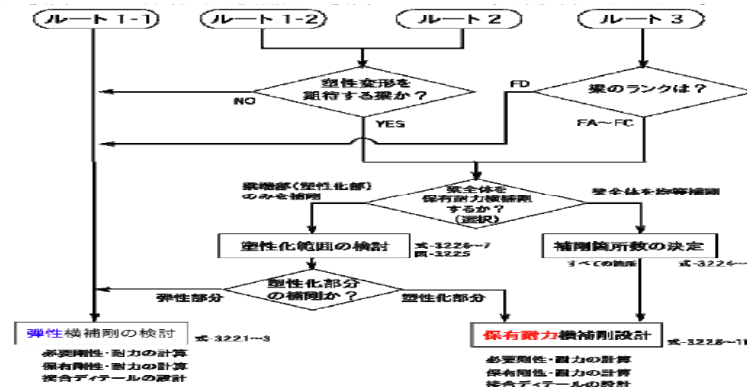 ルート 1-1
ルート 1-2
ルート 2
ルート 3
塑性変形を
期待する梁か？
梁のランクは？
NO
YES
FD
FA～FC
梁端部(塑性化部)
のみを補剛
梁全体を
保有耐力横補剛
するか？
(選択)
梁全体を均等補剛
塑性化範囲の検討
式-3226～7
図-3225
補剛箇所数の決定
すべての箇所
塑性化部分
の補剛か？
弾性部分
塑性化部分
弾性横補剛の検討
式-3221～3
必要剛性・耐力の計算
保有剛性・耐力の計算
接合ディテールの設計
保有耐力横補剛設計
必要剛性・耐力の計算
保有剛性・耐力の計算
接合ディテールの設計